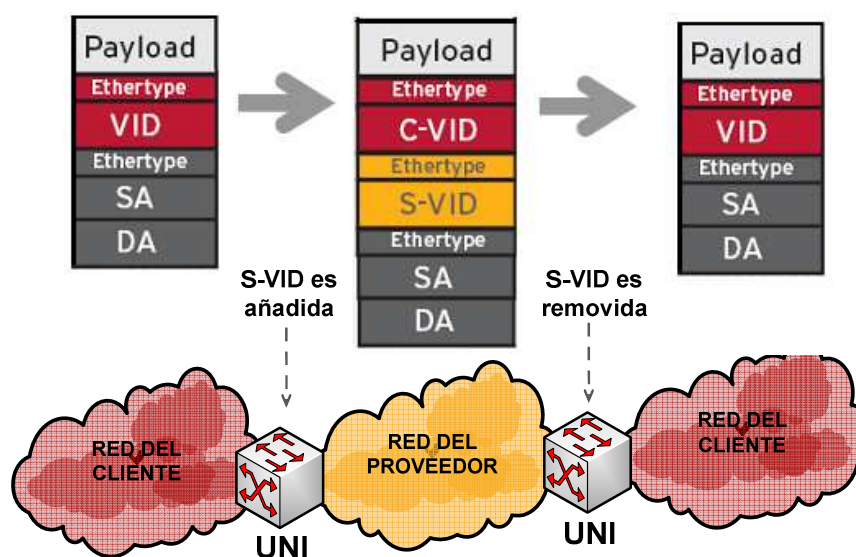 Payload
Ethertype
VID
Ethertype
SA
DA
Payload
Ethertype
C-VID
Ethertype
S-VID
Ethertype
SA
DA
Payload
Ethertype
VID
Ethertype
SA
DA
S-VID es
añadida
S-VID es
removida
RED DEL
CLIENTE
RED DEL
PROVEEDOR
RED DEL
CLIENTE
UNI
UNI